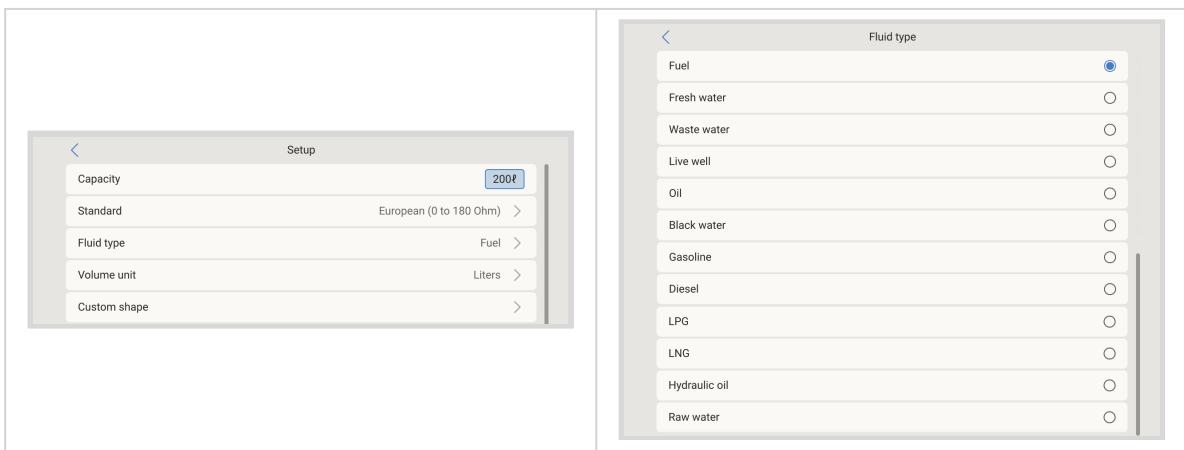 Setup
Capacity 200ℓ
Standard European (0 to 180 Ohm)
Fluid type Fuel
Volume unit Liters
Custom shape
Fluid type
Fuel
Fresh water
Waste water
Live well
Oil
Black water
Gasoline
Diesel
LPG
LNG
Hydraulic oil
Raw water